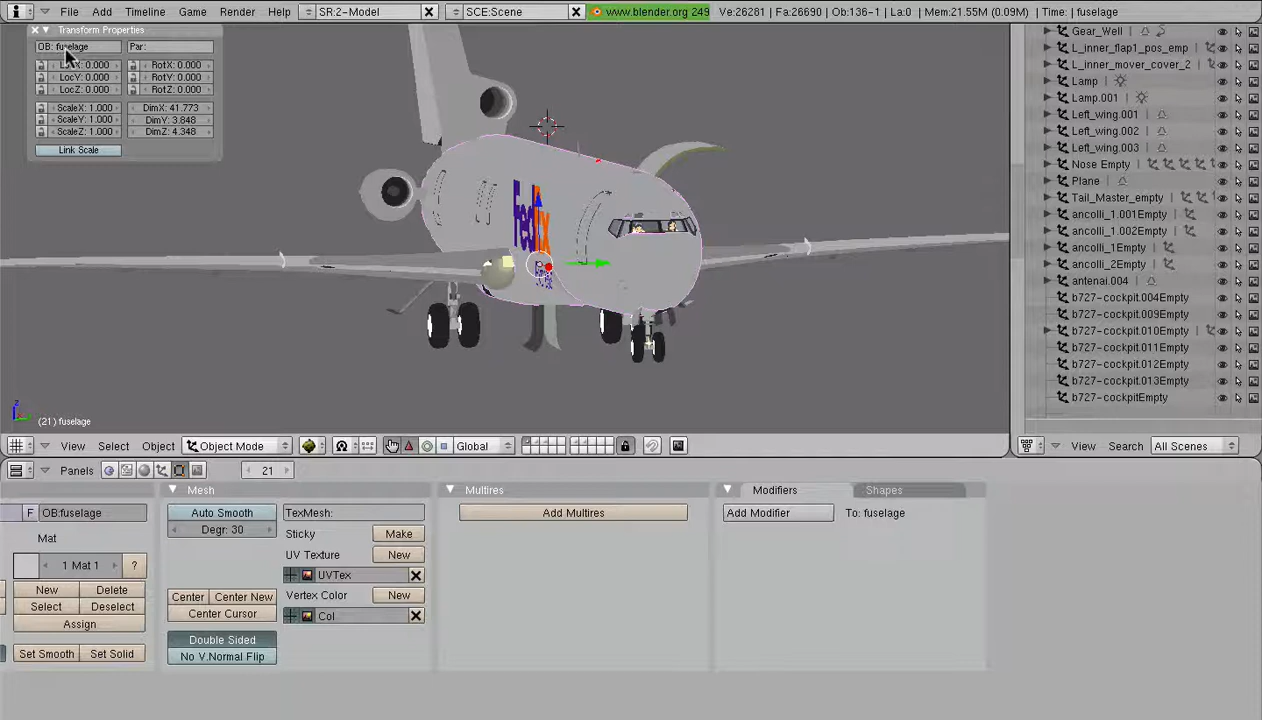 File Add Timeline Game Render Help SR:2-Model SCE:Scene www.blender.org 249 Ve:26281 | Fa:26690 | Ob:136-1 | La:0 | Mem:21.55M (0.09M) | Time: | fuselage
Transform Properties
OB: fuselage Par:
LocX: 0.000 RotX: 0.000
LocY: 0.000 RotY: 0.000
LocZ: 0.000 RotZ: 0.000
ScaleX: 1.000 DimX: 41.773
ScaleY: 1.000 DimY: 3.848
ScaleZ: 1.000 DimZ: 4.348
Link Scale
FedEx
Gear_Well
L_inner_flap1_pos_emp
L_inner_mover_cover_2
Lamp
Lamp.001
Left_wing.001
Left_wing.002
Left_wing.003
Nose Empty
Plane
Tail_Master_empty
ancolli_1.001Empty
ancolli_1.002Empty
ancolli_1Empty
ancolli_2Empty
antenai.004
b727-cockpit.004Empty
b727-cockpit.009Empty
b727-cockpit.010Empty
b727-cockpit.011Empty
b727-cockpit.012Empty
b727-cockpit.013Empty
b727-cockpitEmpty
z
(21) fuselage
View Select Object Object Mode Global View Search All Scenes
Panels 21
F OB:fuselage
Mat
1 Mat 1 ?
New Delete
Select Deselect
Assign
Set Smooth Set Solid
Mesh
Auto Smooth TexMesh:
Degr: 30 Sticky Make
UV Texture New
UVTex
Center Center New Vertex Color New
Center Cursor Col
Double Sided
No V.Normal Flip
Multires
Add Multires
Modifiers Shapes
Add Modifier To: fuselage